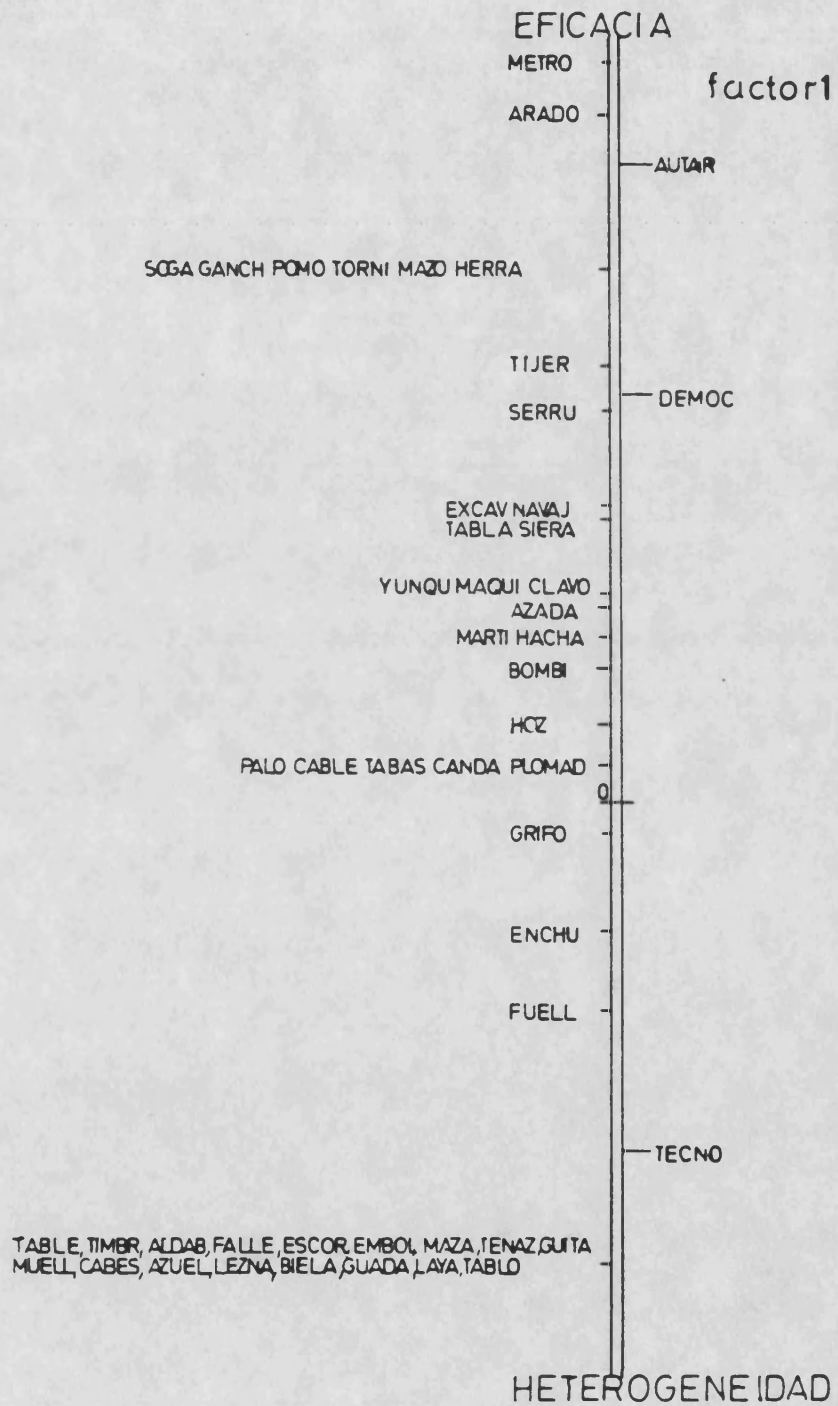 EFICACIA
METRO
factor1
ARADO
AUTAR
SOGA GANCH POMO TORNI MAZO HERRA
TIJER
DEMOC
SERRU
EXCAV NAVAJ
TABLA SIERA
YUNQU MAQUI CLAVO
AZADA
MARTI HACHA
BOMBI
HOZ
PALO CABLE TABAS CANDA PLOMAD
0
GRIFO
ENCHU
FUELL
TECNO
TABLE, TIMBR, ALDAB, FALLE, ESCOR, EMBOL, MAZA, TENAZ, GUITA
MUELL, CABES, AZUEL, LEZNA, BIELA, GUADA, LAYA, TABLO
HETEROGENEIDAD